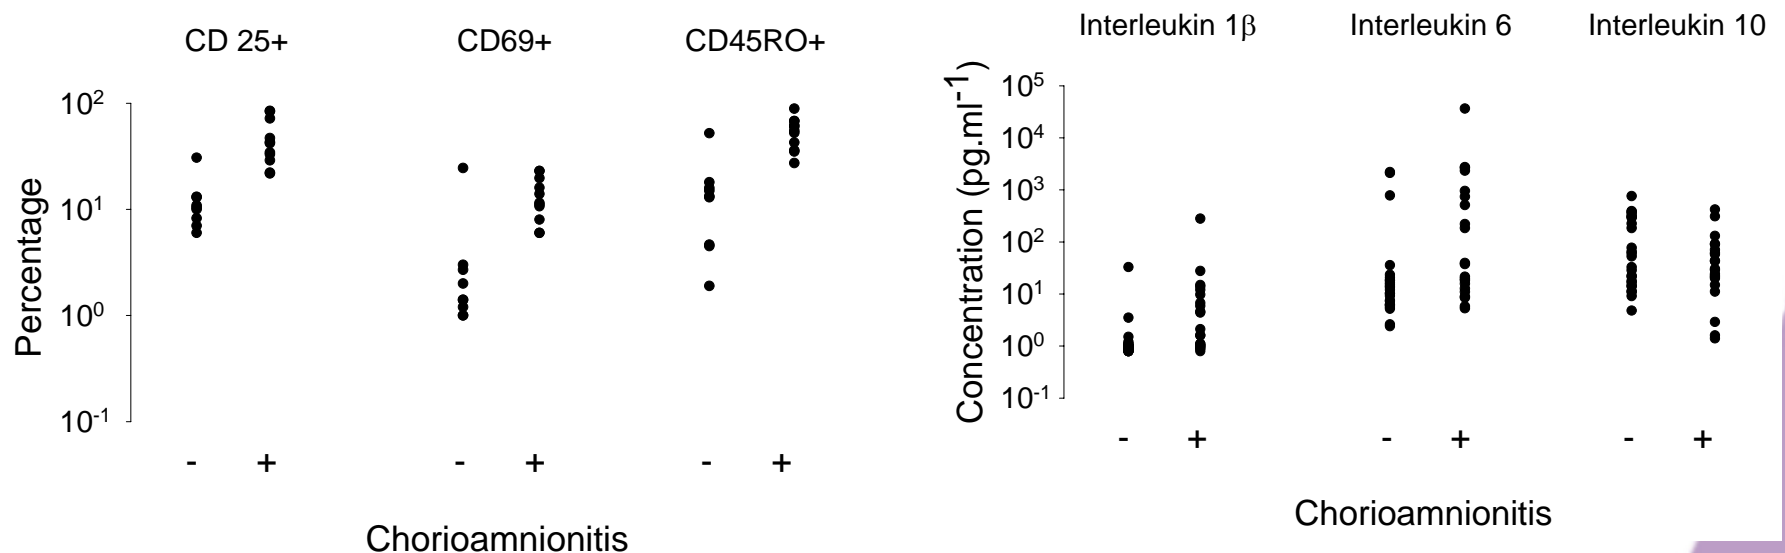 CD 25+ CD69+ CD45RO+
Percentage
10²
10¹
10⁰
10⁻¹
- + - + - +
Chorioamnionitis
Interleukin 1β Interleukin 6 Interleukin 10
Concentration (pg.ml⁻¹)
10⁵
10⁴
10³
10²
10¹
10⁰
10⁻¹
- + - + - +
Chorioamnionitis